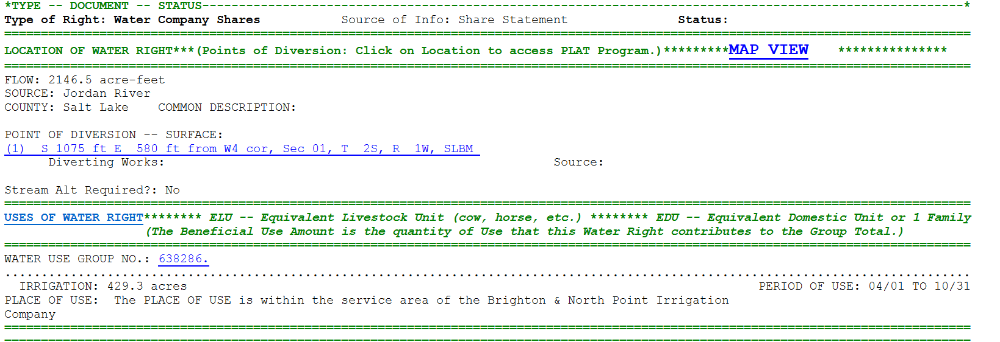 *TYPE -- DOCUMENT -- STATUS--------------------------------------------------------------------------------------------------------*
Type of Right: Water Company Shares           Source of Info: Share Statement               Status:
====================================================================================================================================
LOCATION OF WATER RIGHT***(Points of Diversion: Click on Location to access PLAT Program.)*********MAP VIEW    ***************
====================================================================================================================================
FLOW: 2146.5 acre-feet
SOURCE: Jordan River
COUNTY: Salt Lake    COMMON DESCRIPTION:
POINT OF DIVERSION -- SURFACE:
(1)  S 1075 ft E  580 ft from W4 cor, Sec 01, T  2S, R  1W, SLBM
      Diverting Works:                                                     Source:
Stream Alt Required?: No
====================================================================================================================================
USES OF WATER RIGHT******** ELU -- Equivalent Livestock Unit (cow, horse, etc.) ******** EDU -- Equivalent Domestic Unit or 1 Family
                   (The Beneficial Use Amount is the quantity of Use that this Water Right contributes to the Group Total.)
====================================================================================================================================
WATER USE GROUP NO.: 638286.
....................................................................................................................................
  IRRIGATION: 429.3 acres                                                                              PERIOD OF USE: 04/01 TO 10/31
PLACE OF USE:  The PLACE OF USE is within the service area of the Brighton & North Point Irrigation
Company
====================================================================================================================================
====================================================================================================================================